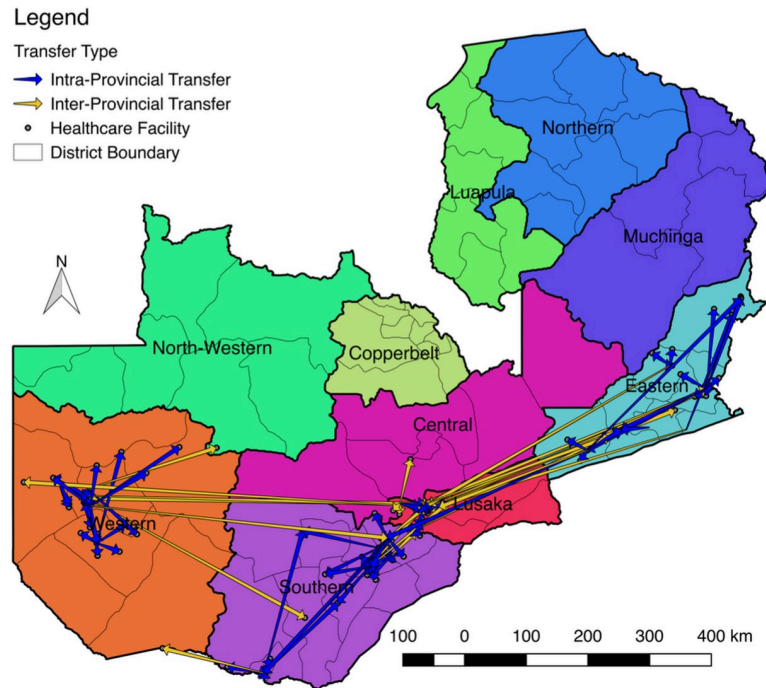 Legend
Transfer Type
Intra-Provincial Transfer
Inter-Provincial Transfer
Healthcare Facility
District Boundary
N
Northern
Luapula
Muchinga
North-Western
Copperbelt
Eastern
Central
Lusaka
Western
Southern
100 0 100 200 300 400 km